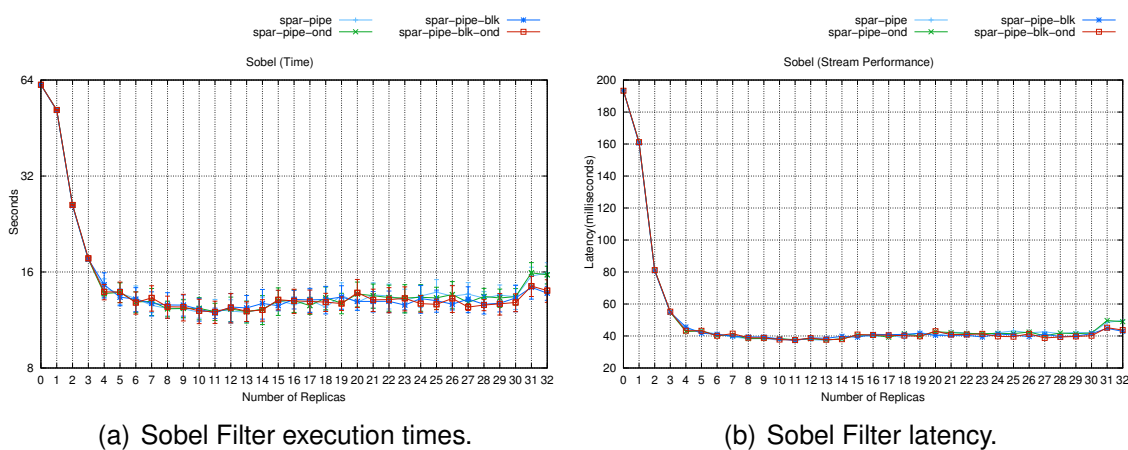 spar-pipe
spar-pipe-ond
spar-pipe-blk
spar-pipe-blk-ond
Sobel (Time)
Seconds
64
32
16
8
0 1 2 3 4 5 6 7 8 9 10 11 12 13 14 15 16 17 18 19 20 21 22 23 24 25 26 27 28 29 30 31 32
Number of Replicas
(a) Sobel Filter execution times.
spar-pipe
spar-pipe-ond
spar-pipe-blk
spar-pipe-blk-ond
Sobel (Stream Performance)
Latency(milliseconds)
200
180
160
140
120
100
80
60
40
20
0 1 2 3 4 5 6 7 8 9 10 11 12 13 14 15 16 17 18 19 20 21 22 23 24 25 26 27 28 29 30 31 32
Number of Replicas
(b) Sobel Filter latency.